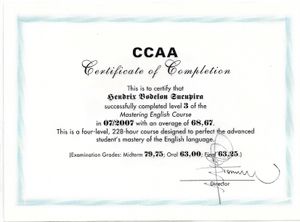 CCAA
Certificate of Completion
This is to certify that
Hendrix Bodelon Sucupira
successfully completed level 3 of the
Mastering English Course
in 07/2007 with an average of 68.67.
This is a four-level, 228-hour course designed to perfect the advanced
student's mastery of the English language.
(Examination Grades: Midterm 79,75; Oral 63,00; Final 63,25.)
Director